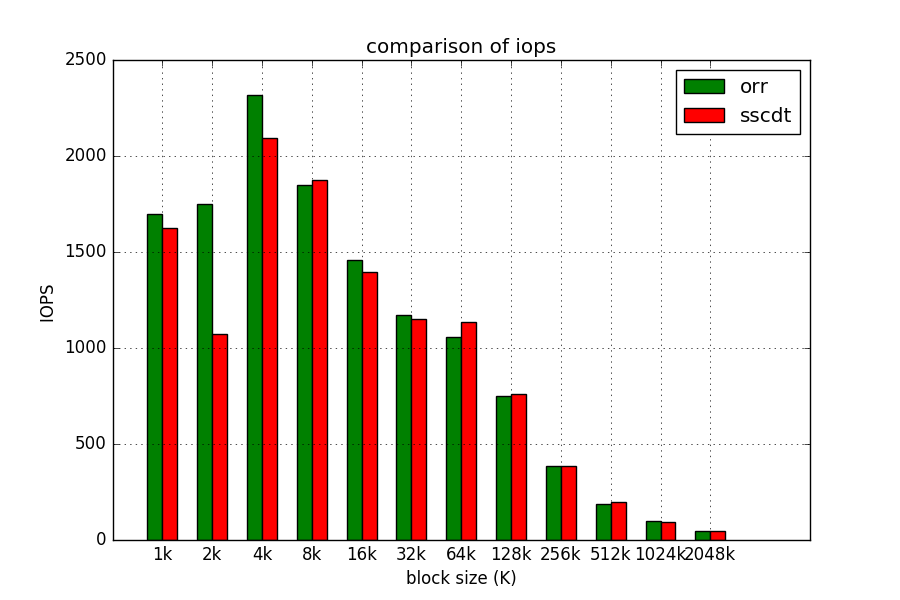 comparison of iops
2500
2000
1500
1000
500
0
IOPS
orr
sscdt
1k 2k 4k 8k 16k 32k 64k 128k 256k 512k 1024k 2048k
block size (K)